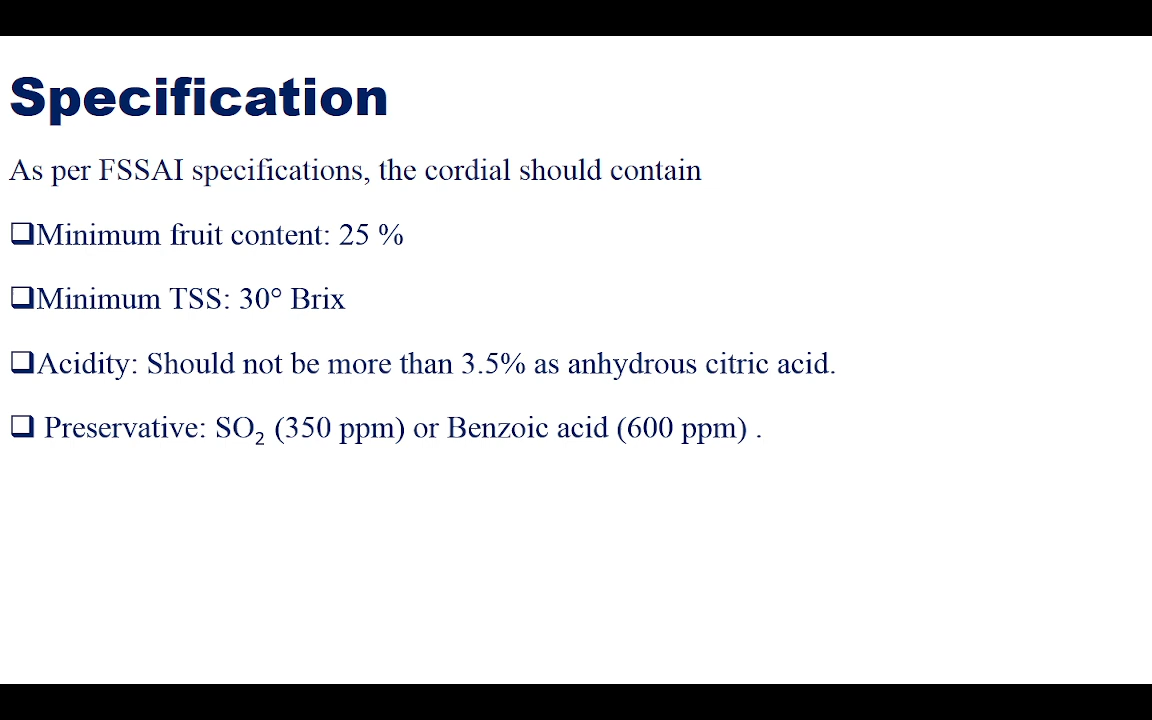 Specification
As per FSSAI specifications, the cordial should contain
❑Minimum fruit content: 25 %
❑Minimum TSS: 30° Brix
❑Acidity: Should not be more than 3.5% as anhydrous citric acid.
❑ Preservative: SO₂ (350 ppm) or Benzoic acid (600 ppm) .